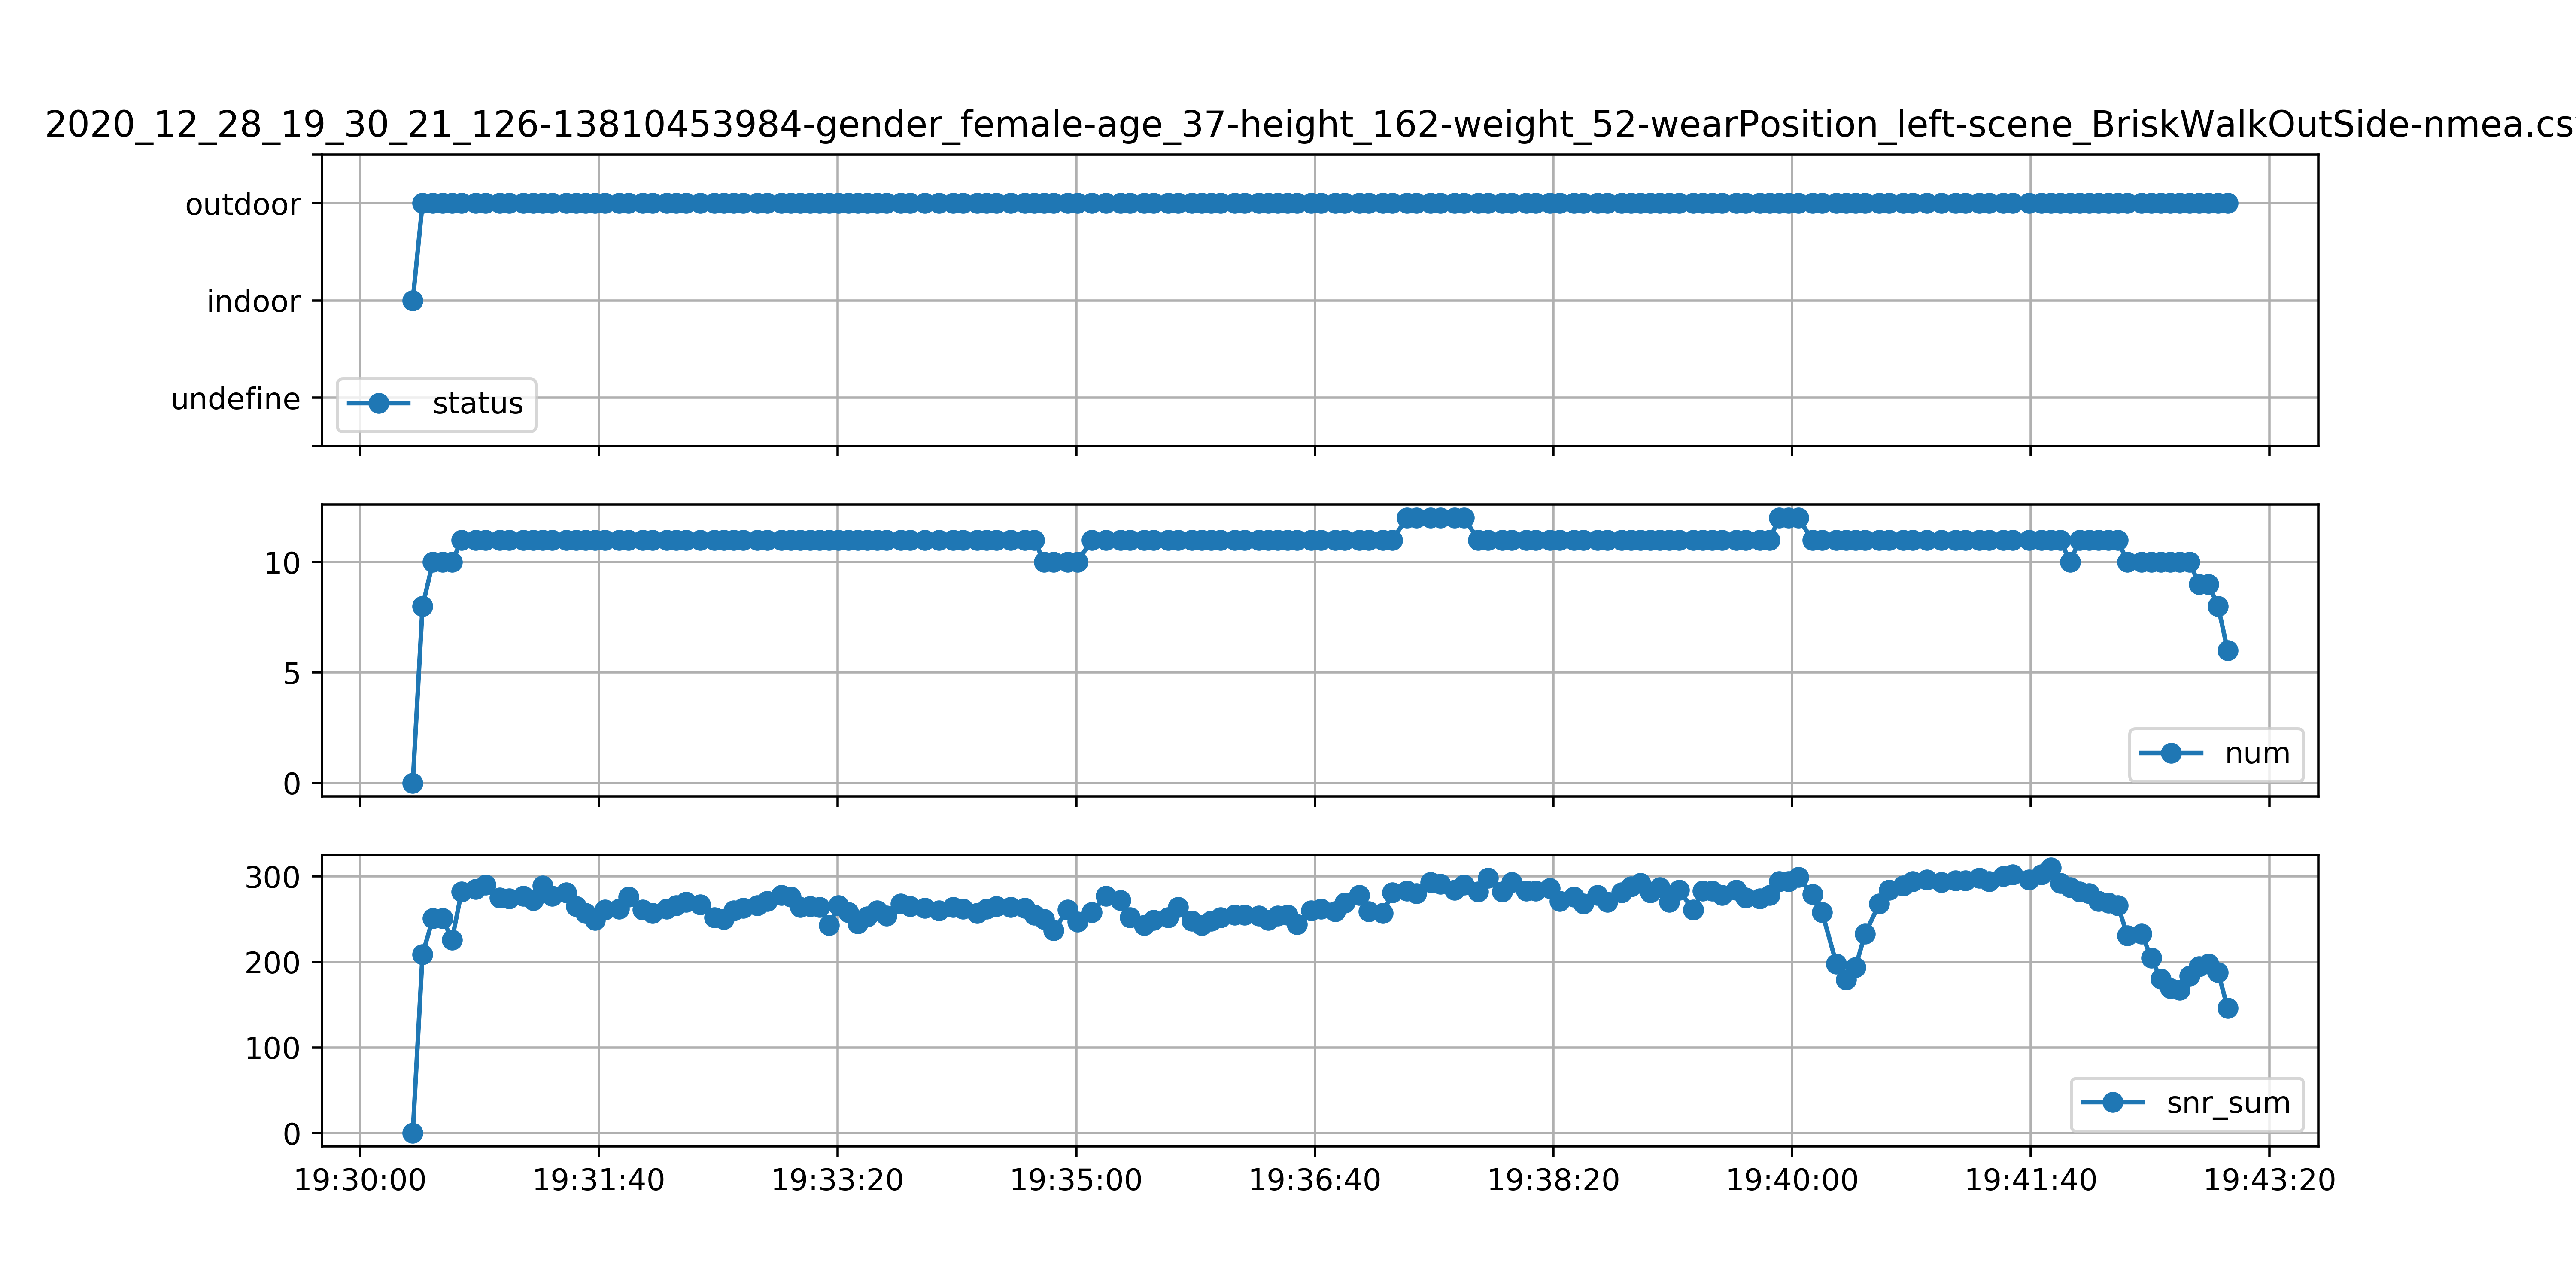 2020_12_28_19_30_21_126-13810453984-gender_female-age_37-height_162-weight_52-wearPosition_left-scene_BriskWalkOutSide-nmea.cs
outdoor
indoor
undefine
status
10
5
0
num
300
200
100
0
snr_sum
19:30:00 19:31:40 19:33:20 19:35:00 19:36:40 19:38:20 19:40:00 19:41:40 19:43:20